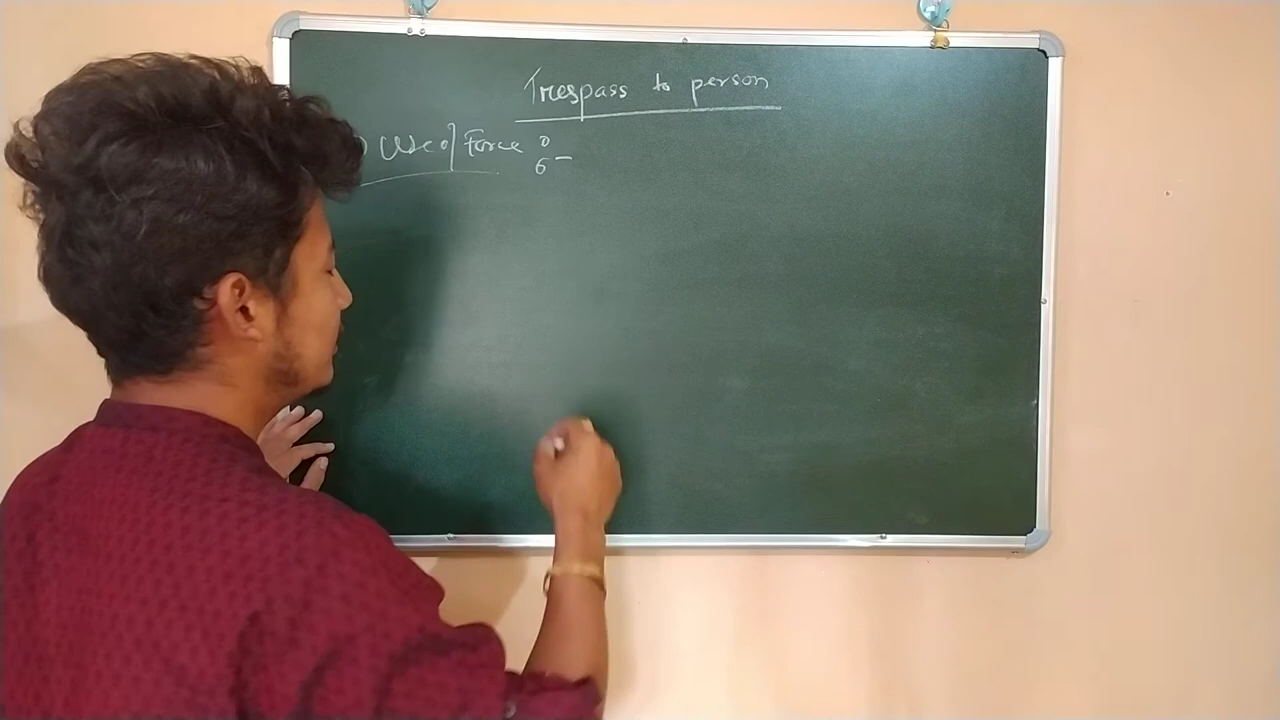 Trespass to person
) Use of Force :-